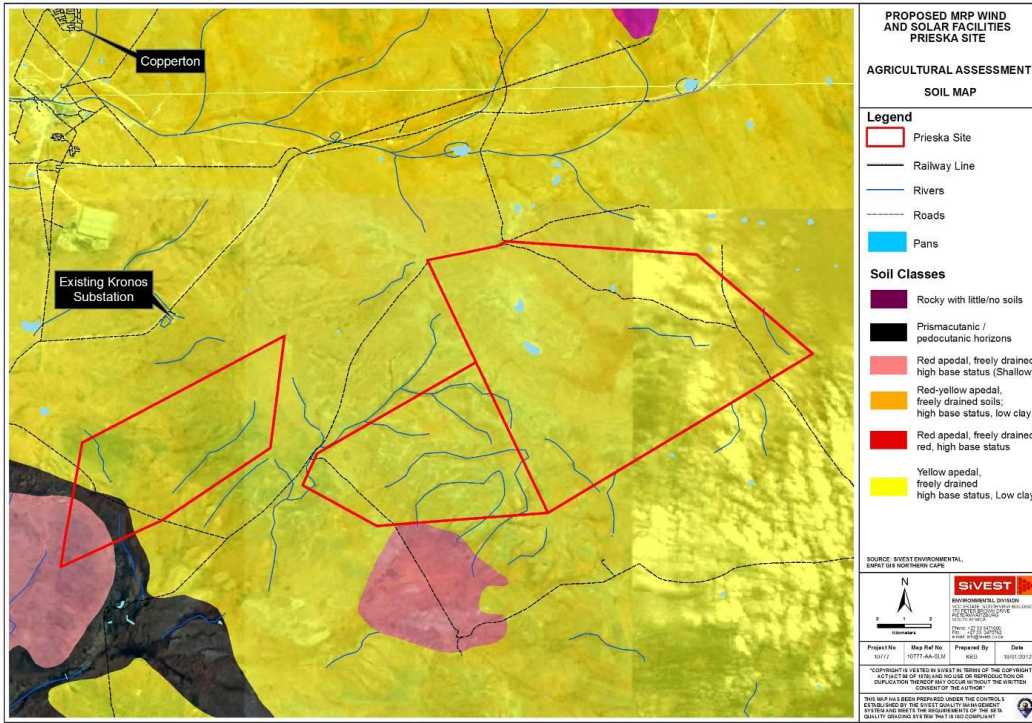 Copperton
Existing Kronos
Substation
PROPOSED MRP WIND
AND SOLAR FACILITIES
PRIESKA SITE
AGRICULTURAL ASSESSMENT
SOIL MAP
Legend
Prieska Site
Railway Line
Rivers
Roads
Pans
Soil Classes
Rocky with little/no soils
Prismacutanic /
pedocutanic horizons
Red apedal, freely drained
high base status (Shallow
Red-yellow apedal,
freely drained soils;
high base status, low clay
Red apedal, freely drained
red, high base status
Yellow apedal,
freely drained
high base status, Low clay
SOURCE: SIVEST ENVIRONMENTAL,
ENPAT GIS NORTHERN CAPE
N
Kilometers
SiVEST
ENVIRONMENTAL DIVISION
SOUTH AFRICA
Project No
Map Ref No
Prepared By
Date
10777
"COPYRIGHT IS VESTED IN SIVEST IN TERMS OF THE COPYRIGHT
ACT (ACT 98 OF 1978) AND NO USE OR REPRODUCTION OR
DUPLICATION THEREOF MAY OCCUR WITHOUT THE WRITTEN
CONSENT OF THE AUTHOR"
THIS MAP HAS BEEN PREPARED UNDER THE CONTROLS
ESTABLISHED BY THE SIVEST QUALITY MANAGEMENT
SYSTEM AND MEETS THE REQUIREMENTS OF THE SETA
QUALITY GRADING SYSTEM THAT IS ISO COMPLIANT